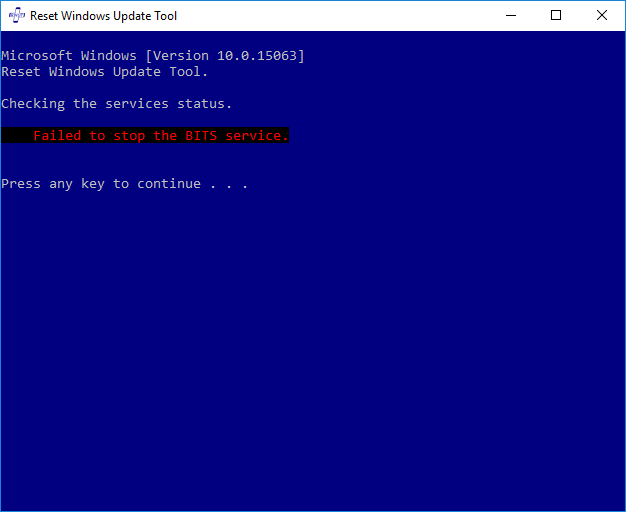 Reset Windows Update Tool
Microsoft Windows [Version 10.0.15063]
Reset Windows Update Tool.
Checking the services status.
Failed to stop the BITS service.
Press any key to continue . . .